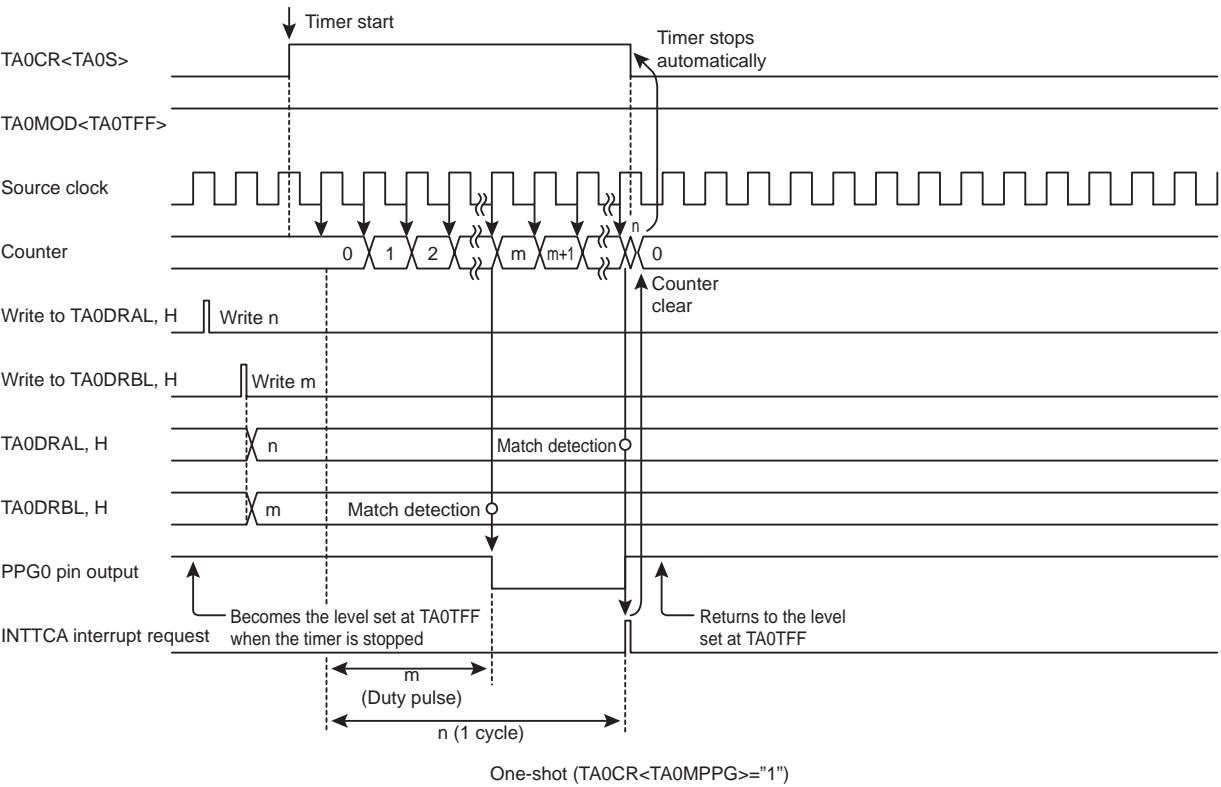 Timer start
Timer stops
automatically
TA0CR<TA0S>
TA0MOD<TA0TFF>
Source clock
n
Counter
0 1 2 m m+1 0
Counter
clear
Write to TA0DRAL, H
Write n
Write to TA0DRBL, H
Write m
TA0DRAL, H
n
Match detection
TA0DRBL, H
m
Match detection
PPG0 pin output
Becomes the level set at TA0TFF
when the timer is stopped
Returns to the level
set at TA0TFF
INTTCA interrupt request
m
(Duty pulse)
n (1 cycle)
One-shot (TA0CR<TA0MPPG>=”1”)